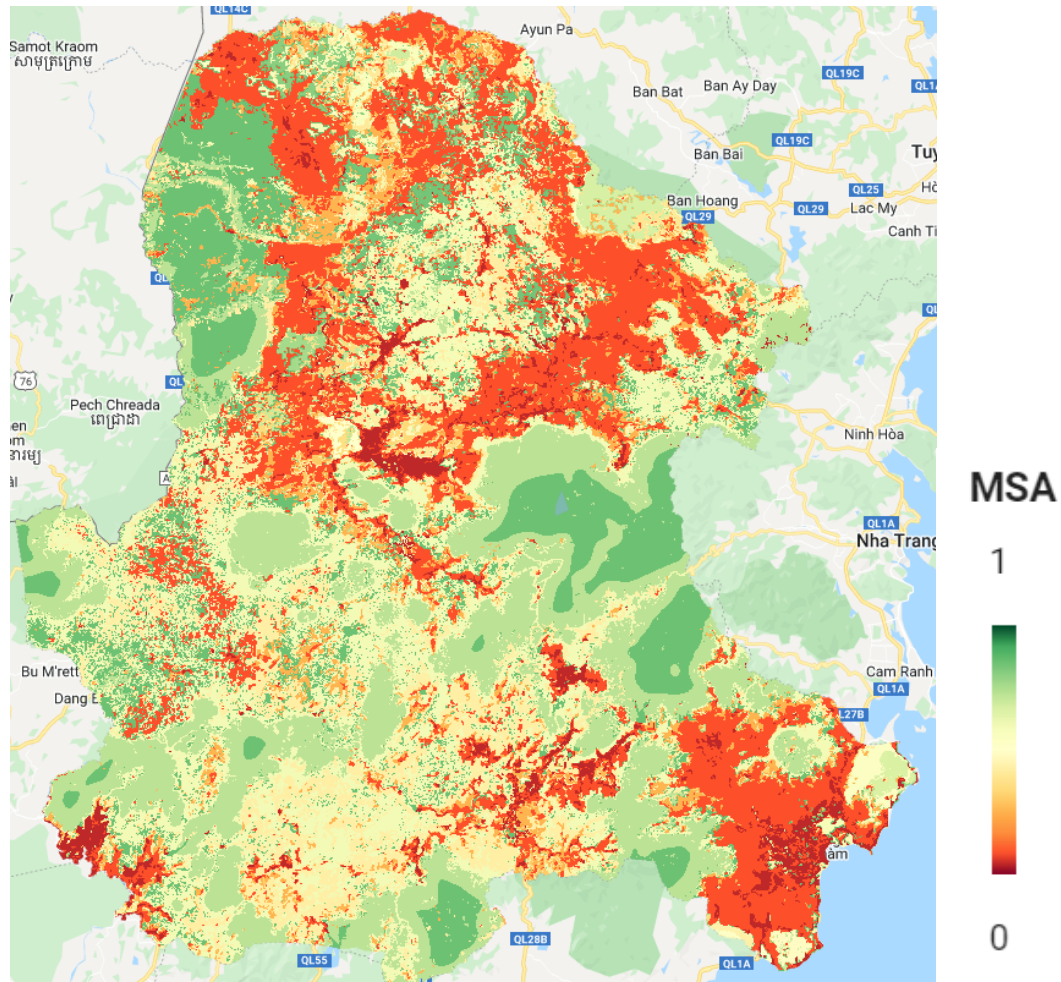 QL14C
Samot Kraom
សាមុត្រក្រោម
Ayun Pa
QL19C
Ban Bat
Ban Ay Day
QL1A
QL19C
Ban Bai
Tuy
QL25
Ban Hoang
QL29
QL29
Lac My
Canh Ti
QL
QL
QL
76
Pech Chreada
ពេជ្រាដា
Ninh Hòa
A
MSA
QL1A
Nha Trang
1
Bu M'rett
Dang
Cam Ranh
QL1A
L27B
àm
QL28B
QL55
QL1A
0